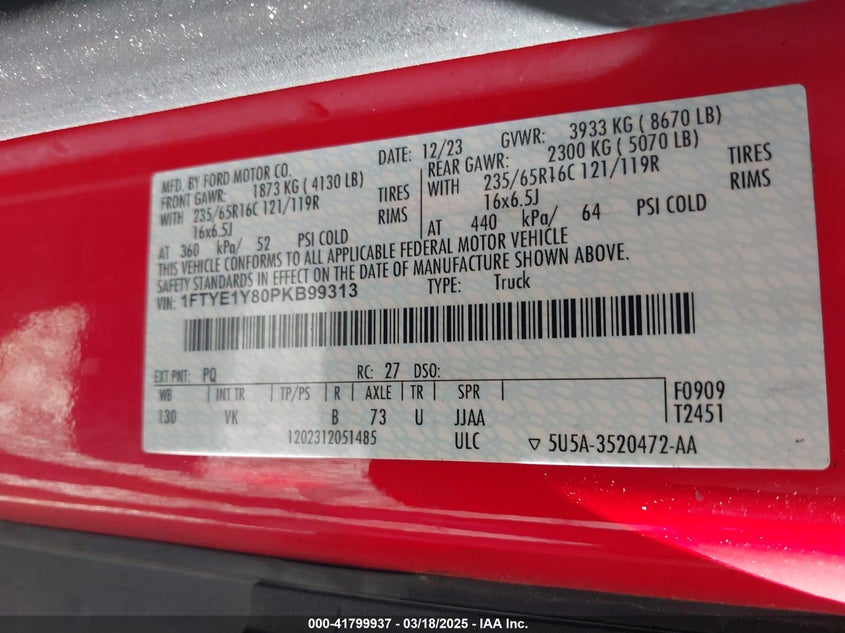 MFD. BY FORD MOTOR CO. DATE: 12/23 GVWR: 3933 KG ( 8670 LB)
FRONT GAWR: 1873 KG ( 4130 LB) REAR GAWR: 2300 KG ( 5070 LB)
WITH 235/65R16C 121/119R TIRES WITH 235/65R16C 121/119R TIRES
16x6.5J RIMS 16x6.5J RIMS
AT 360 kPa/ 52 PSI COLD AT 440 kPa/ 64 PSI COLD
THIS VEHICLE CONFORMS TO ALL APPLICABLE FEDERAL MOTOR VEHICLE
SAFETY STANDARDS IN EFFECT ON THE DATE OF MANUFACTURE SHOWN ABOVE.
VIN: 1FTYE1Y80PKB99313 TYPE: Truck
EXT PNT: PQ RC: 27 DSO:
WB INT TR TP/PS R AXLE TR SPR F0909
130 VK B 73 U JJAA T2451
1202312051485 ULC 5U5A-3520472-AA
000-41799937 - 03/18/2025 - IAA Inc.